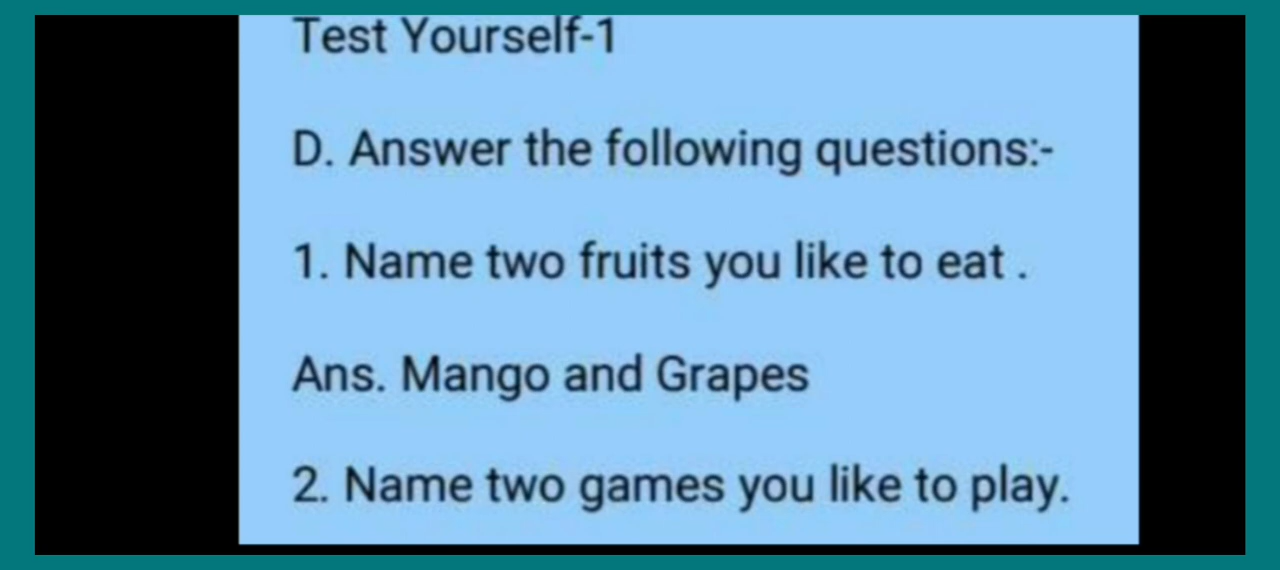 Test Yourself-1
D. Answer the following questions:-
1. Name two fruits you like to eat .
Ans. Mango and Grapes
2. Name two games you like to play.